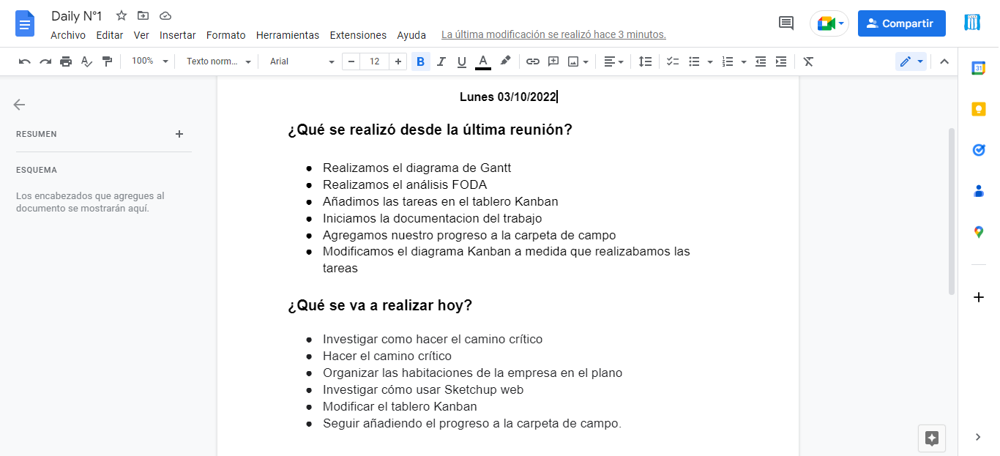 Daily N°1
Archivo Editar Ver Insertar Formato Herramientas Extensiones Ayuda La última modificación se realizó hace 3 minutos.
Compartir
100% Texto norm... Arial 12 B I U A
31
Lunes 03/10/2022
RESUMEN
ESQUEMA
Los encabezados que agregues al
documento se mostrarán aquí.
¿Qué se realizó desde la última reunión?
● Realizamos el diagrama de Gantt
● Realizamos el análisis FODA
● Añadimos las tareas en el tablero Kanban
● Iniciamos la documentacion del trabajo
● Agregamos nuestro progreso a la carpeta de campo
● Modificamos el diagrama Kanban a medida que realizabamos las
tareas
¿Qué se va a realizar hoy?
● Investigar como hacer el camino crítico
● Hacer el camino crítico
● Organizar las habitaciones de la empresa en el plano
● Investigar cómo usar Sketchup web
● Modificar el tablero Kanban
● Seguir añadiendo el progreso a la carpeta de campo.